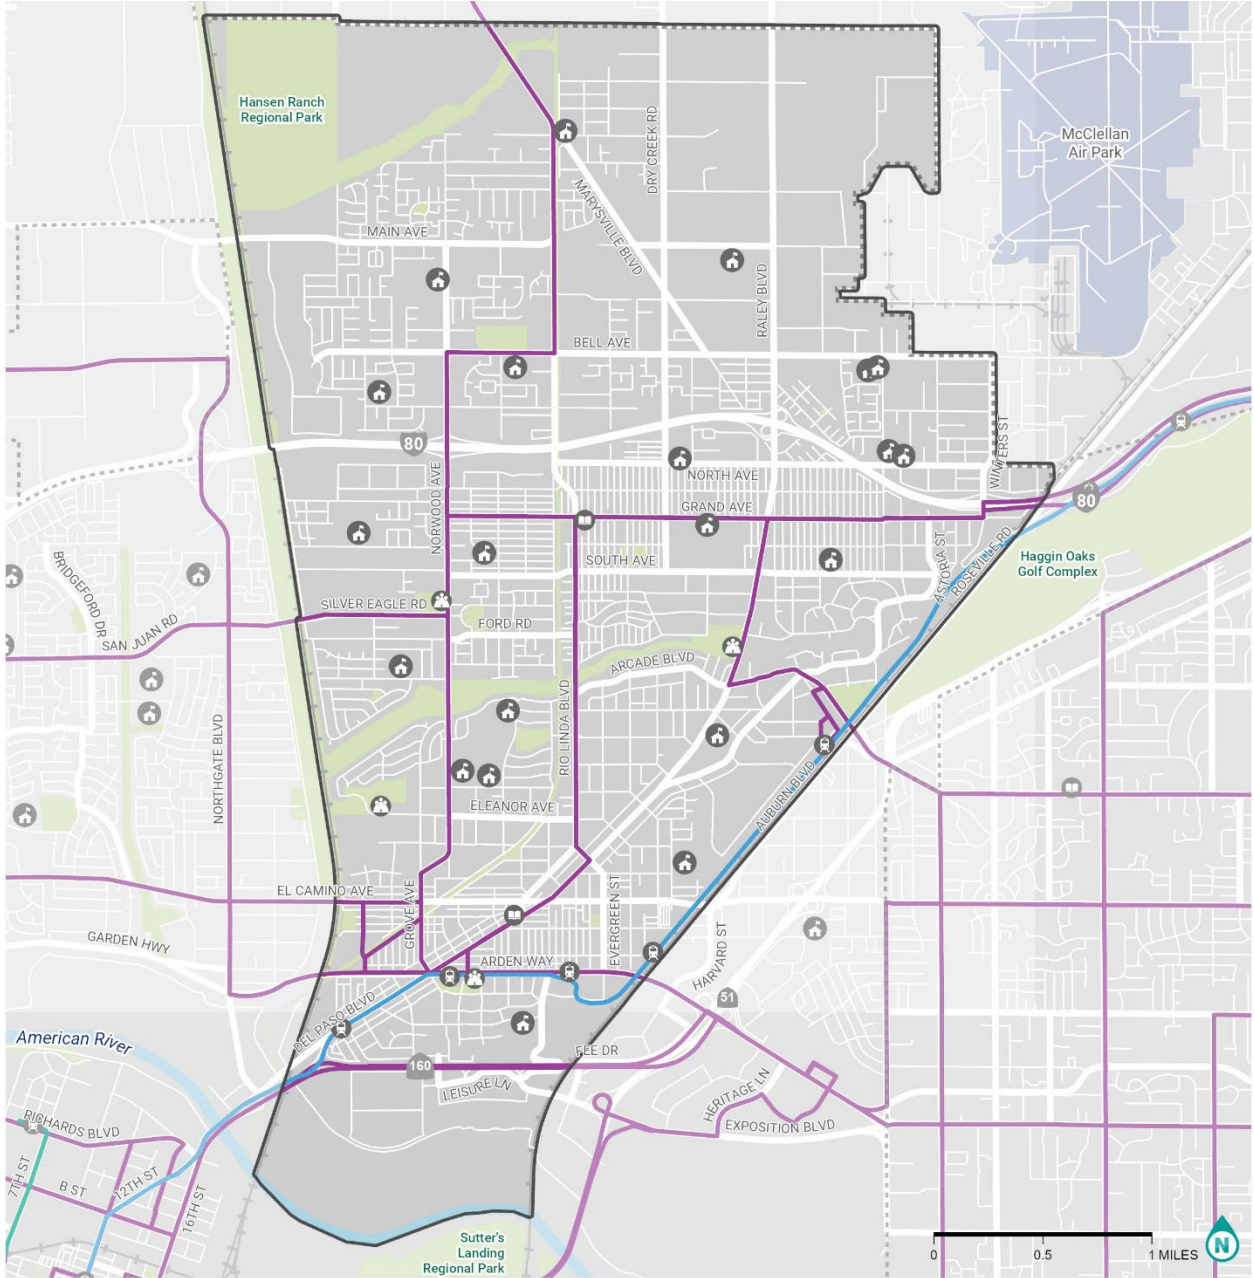 Hansen Ranch
Regional Park
McClellan
Air Park
DRY CREEK RD
MARYSVILLE BLVD
MAIN AVE
RALEY BLVD
BELL AVE
80
WINTERS ST
NORTH AVE
NORWOOD AVE
GRAND AVE
80
SOUTH AVE
ASTORIA ST
ROSEVILLE RD
Haggin Oaks
Golf Complex
BRIDGEFORD DR
SILVER EAGLE RD
SAN JUAN RD
FORD RD
ARCADE BLVD
RIO LINDA BLVD
NORTHGATE BLVD
ELEANOR AVE
AUBURN BLVD
EL CAMINO AVE
GROVE AVE
EVERGREEN ST
GARDEN HWY
ARDEN WAY
HARVARD ST
51
DEL PASO BLVD
American River
FEE DR
160
LEISURE LN
HERITAGE LN
RICHARDS BLVD
EXPOSITION BLVD
7TH ST
B ST
12TH ST
16TH ST
Sutter's
Landing
Regional Park
0 0.5 1 MILES
N